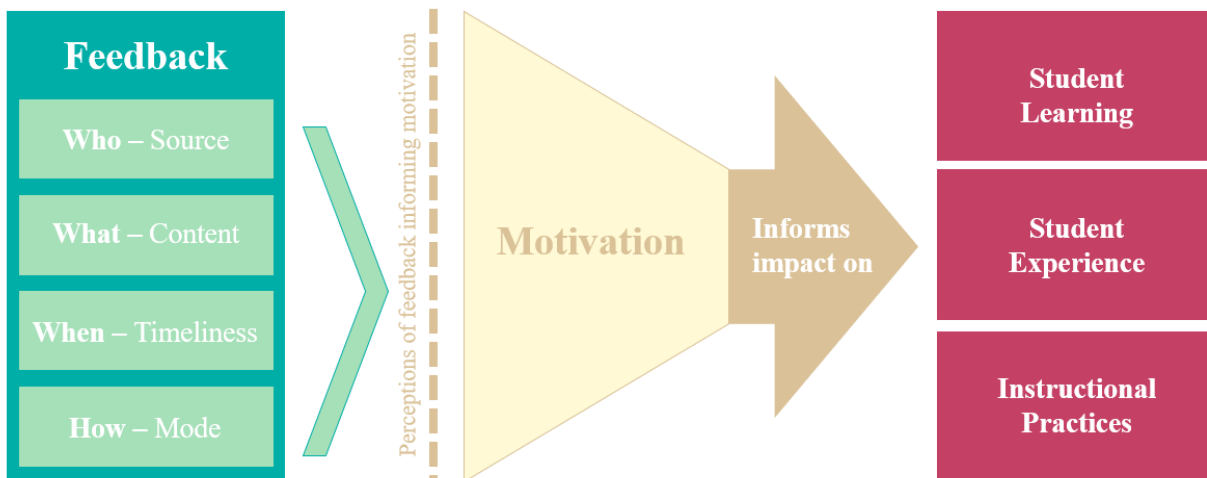 Feedback
Who – Source
What – Content
When – Timeliness
How – Mode
Perceptions of feedback informing motivation
Motivation
Informs
impact on
Student
Learning
Student
Experience
Instructional
Practices